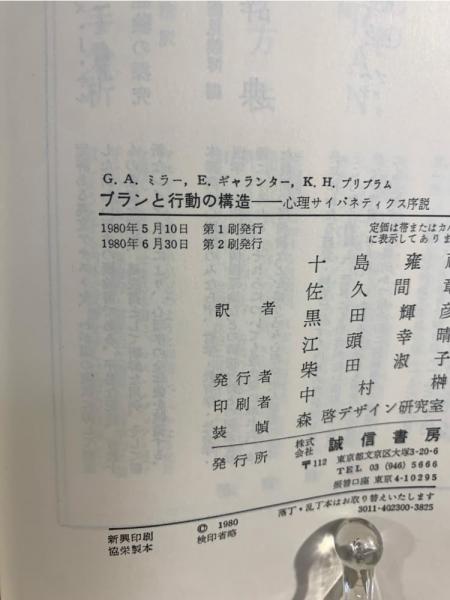 G. A. ミラー, E. ギャランター, K. H. プリブラム
プランと行動の構造――心理サイバネティクス序説
1980年5月10日 第1刷発行
1980年6月30日 第2刷発行
定価は帯またはカバ
に表示してありま
訳者
十島雍
佐久間章
黒田輝彦
江頭幸晴
発行者 柴田淑子
印刷者 中村榊
装幀 森啓デザイン研究室
発行所 株式会社 誠信書房
〒112 東京都文京区大塚3-20-6
TEL 03 (946) 5666
振替口座 東京4-10295
落丁・乱丁本はお取り替えいたします
3011-402300-3825
新興印刷
協栄製本
© 1980
検印省略